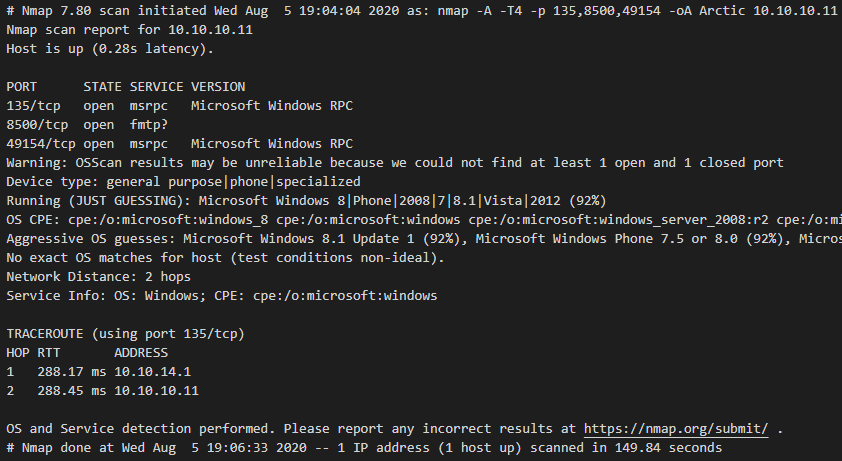 # Nmap 7.80 scan initiated Wed Aug  5 19:04:04 2020 as: nmap -A -T4 -p 135,8500,49154 -oA Arctic 10.10.10.11
Nmap scan report for 10.10.10.11
Host is up (0.28s latency).
PORT      STATE SERVICE VERSION
135/tcp   open  msrpc   Microsoft Windows RPC
8500/tcp  open  fmtp?
49154/tcp open  msrpc   Microsoft Windows RPC
Warning: OSScan results may be unreliable because we could not find at least 1 open and 1 closed port
Device type: general purpose|phone|specialized
Running (JUST GUESSING): Microsoft Windows 8|Phone|2008|7|8.1|Vista|2012 (92%)
OS CPE: cpe:/o:microsoft:windows_8 cpe:/o:microsoft:windows cpe:/o:microsoft:windows_server_2008:r2 cpe:/o:mi
Aggressive OS guesses: Microsoft Windows 8.1 Update 1 (92%), Microsoft Windows Phone 7.5 or 8.0 (92%), Micros
No exact OS matches for host (test conditions non-ideal).
Network Distance: 2 hops
Service Info: OS: Windows; CPE: cpe:/o:microsoft:windows
TRACEROUTE (using port 135/tcp)
HOP RTT       ADDRESS
1   288.17 ms 10.10.14.1
2   288.45 ms 10.10.10.11
OS and Service detection performed. Please report any incorrect results at https://nmap.org/submit/ .
# Nmap done at Wed Aug  5 19:06:33 2020 -- 1 IP address (1 host up) scanned in 149.84 seconds